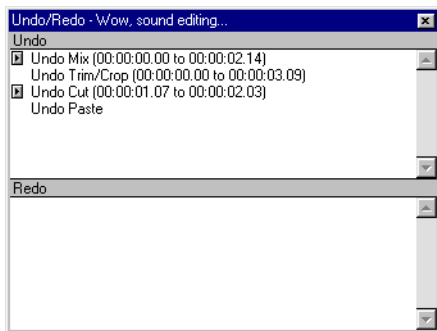 Undo/Redo - Wow, sound editing...
Undo
Undo Mix (00:00:00.00 to 00:00:02.14)
Undo Trim/Crop (00:00:00.00 to 00:00:03.09)
Undo Cut (00:00:01.07 to 00:00:02.03)
Undo Paste
Redo